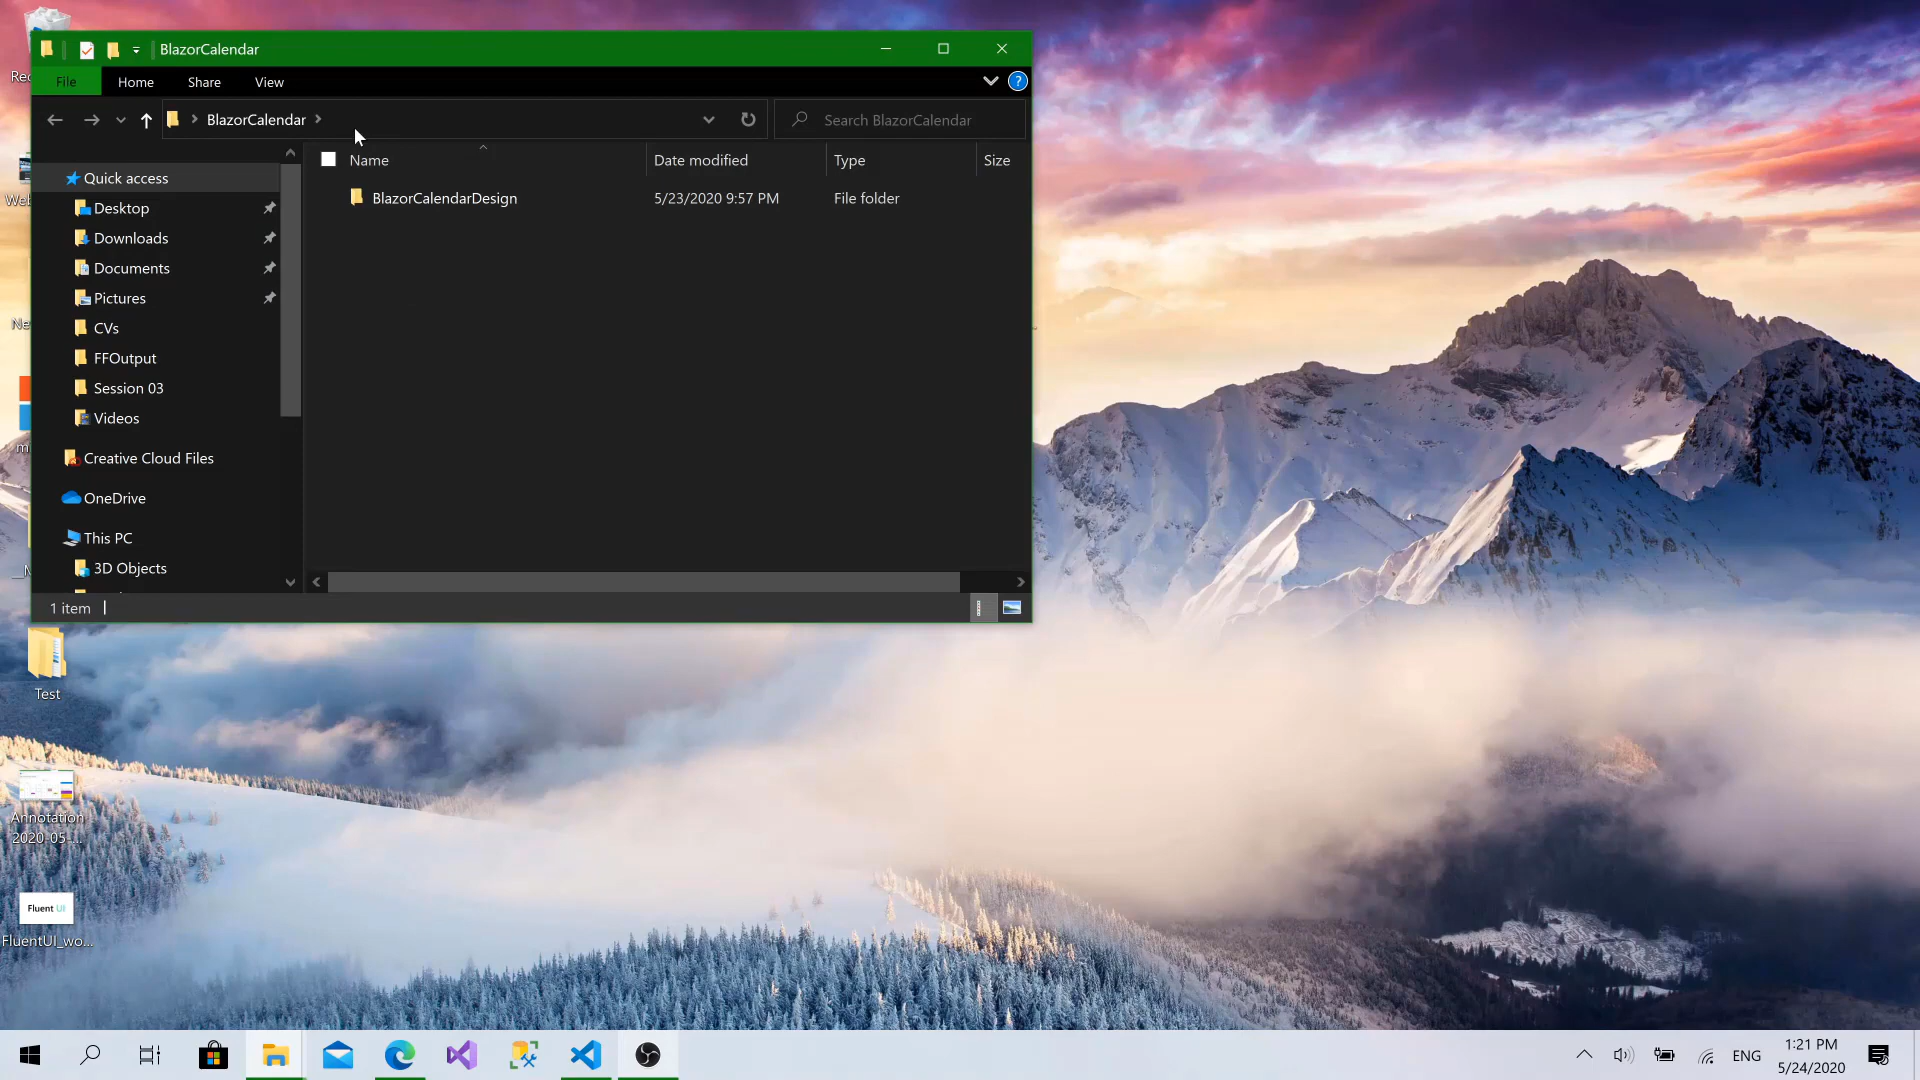 BlazorCalendar
File Home Share View ?
BlazorCalendar Search BlazorCalendar
Name Date modified Type Size
BlazorCalendarDesign 5/23/2020 9:57 PM File folder
Quick access
Desktop
Downloads
Documents
Pictures
CVs
FFOutput
Session 03
Videos
Creative Cloud Files
OneDrive
This PC
3D Objects
1 item
Test
Annotation
2020-05-...
Fluent UI
FluentUI_wo...
ENG
1:21 PM
5/24/2020